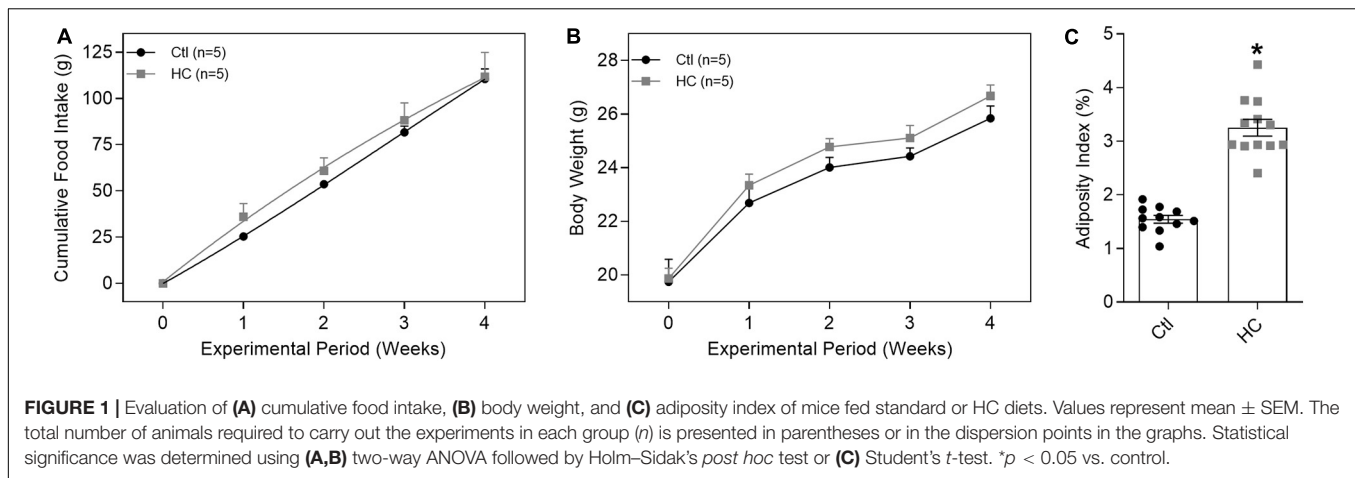 A
Cumulative Food Intake (g)
125
100
75
50
25
0
Ctl (n=5)
HC (n=5)
0 1 2 3 4
Experimental Period (Weeks)
B
Body Weight (g)
28
26
24
22
20
Ctl (n=5)
HC (n=5)
0 1 2 3 4
Experimental Period (Weeks)
C
Adiposity Index (%)
5
4
3
2
1
0
*
Ctl
HC
FIGURE 1 | Evaluation of (A) cumulative food intake, (B) body weight, and (C) adiposity index of mice fed standard or HC diets. Values represent mean ± SEM. The
total number of animals required to carry out the experiments in each group (n) is presented in parentheses or in the dispersion points in the graphs. Statistical
significance was determined using (A,B) two-way ANOVA followed by Holm–Sidak's post hoc test or (C) Student's t-test. *p < 0.05 vs. control.